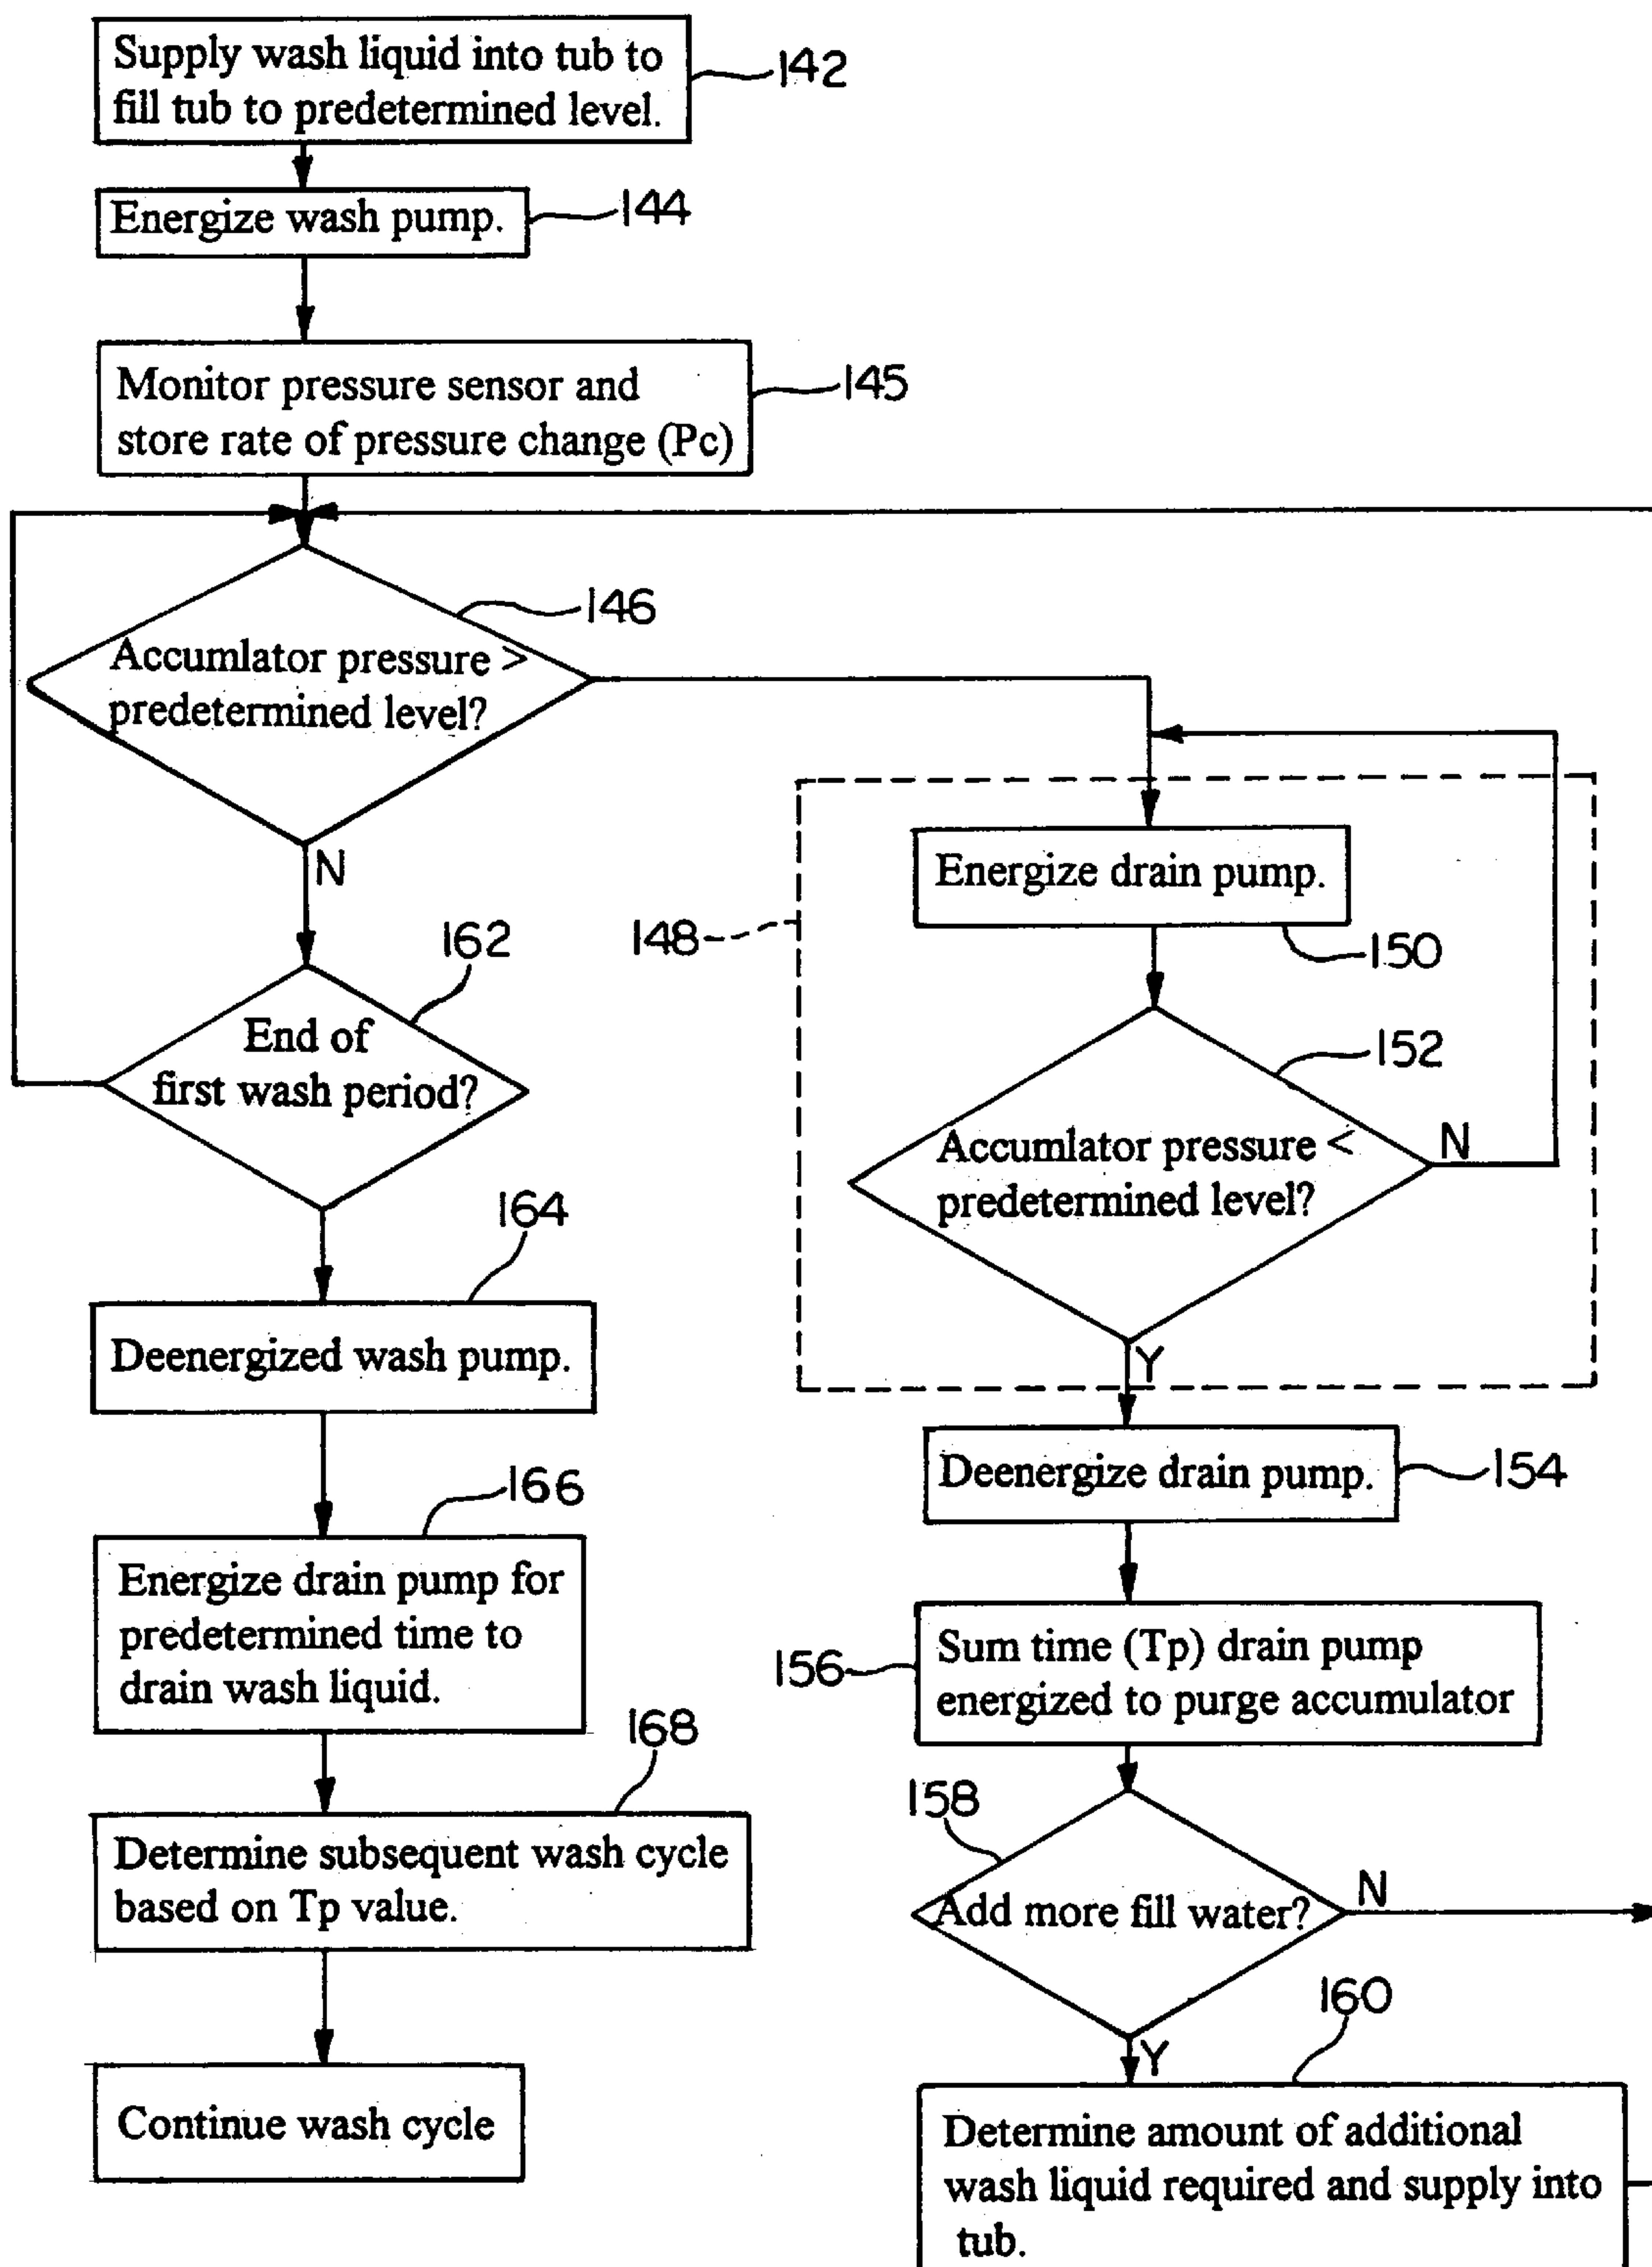 Supply wash liquid into tub to
fill tub to predetermined level.
142
Energize wash pump.
144
Monitor pressure sensor and
store rate of pressure change (Pc)
145
146
Accumlator pressure >
predetermined level?
N
162
End of
first wash period?
164
Deenergized wash pump.
166
Energize drain pump for
predetermined time to
drain wash liquid.
168
Determine subsequent wash cycle
based on Tp value.
Continue wash cycle
148
Energize drain pump.
150
152
Accumlator pressure <
predetermined level?
N
Y
Deenergize drain pump.
154
156
Sum time (Tp) drain pump
energized to purge accumulator
158
Add more fill water?
N
Y
160
Determine amount of additional
wash liquid required and supply into
tub.